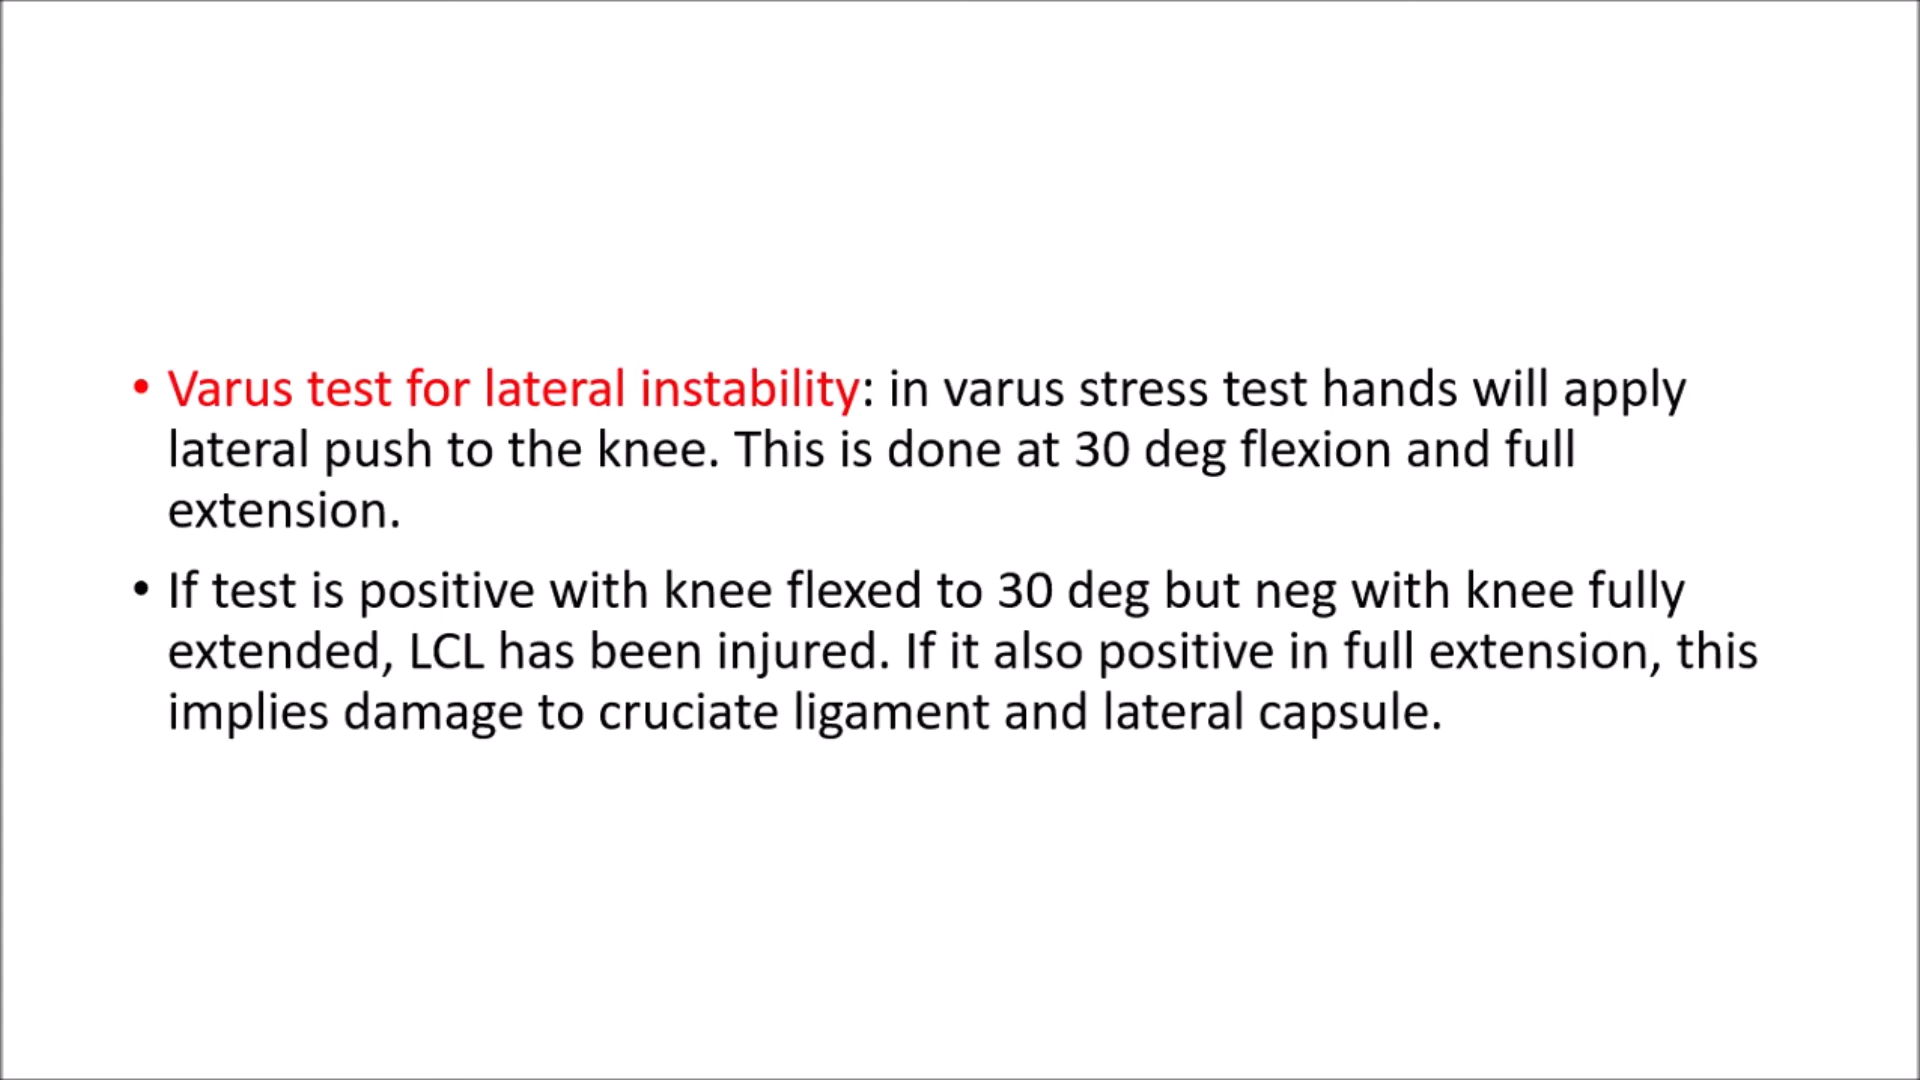 • Varus test for lateral instability: in varus stress test hands will apply
lateral push to the knee. This is done at 30 deg flexion and full
extension.
• If test is positive with knee flexed to 30 deg but neg with knee fully
extended, LCL has been injured. If it also positive in full extension, this
implies damage to cruciate ligament and lateral capsule.